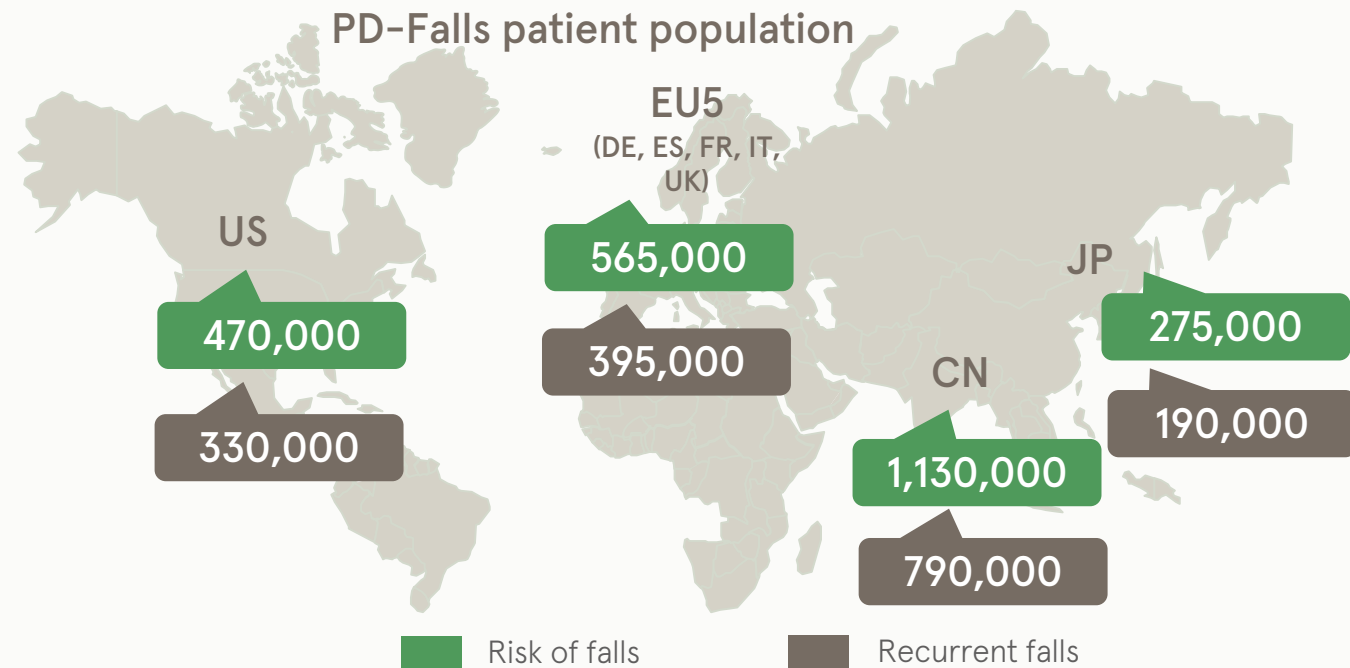 PD-Falls patient population
EU5
(DE, ES, FR, IT,
UK)
US
JP
565,000
470,000
275,000
395,000
CN
330,000
190,000
1,130,000
790,000
Risk of falls
Recurrent falls